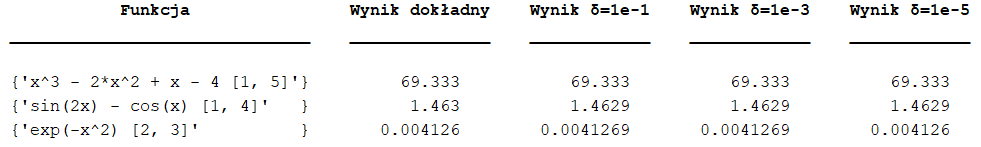 Funkcja Wynik dokładny Wynik δ=1e-1 Wynik δ=1e-3 Wynik δ=1e-5
{'x^3 - 2*x^2 + x - 4 [1, 5]'} 69.333 69.333 69.333 69.333
{'sin(2x) - cos(x) [1, 4]' } 1.463 1.4629 1.4629 1.4629
{'exp(-x^2) [2, 3]' } 0.004126 0.0041269 0.0041269 0.004126